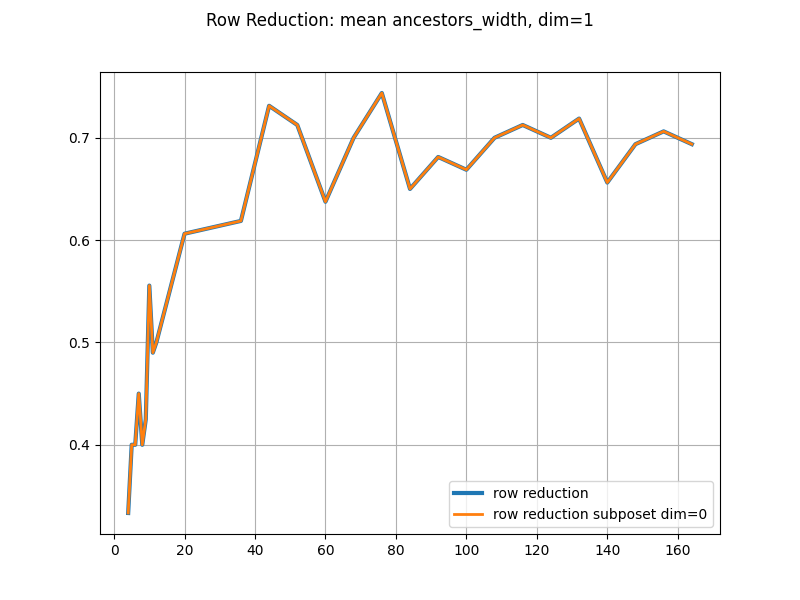 Row Reduction: mean ancestors_width, dim=1
0.7
0.6
0.5
0.4
row reduction
row reduction subposet dim=0
0 20 40 60 80 100 120 140 160